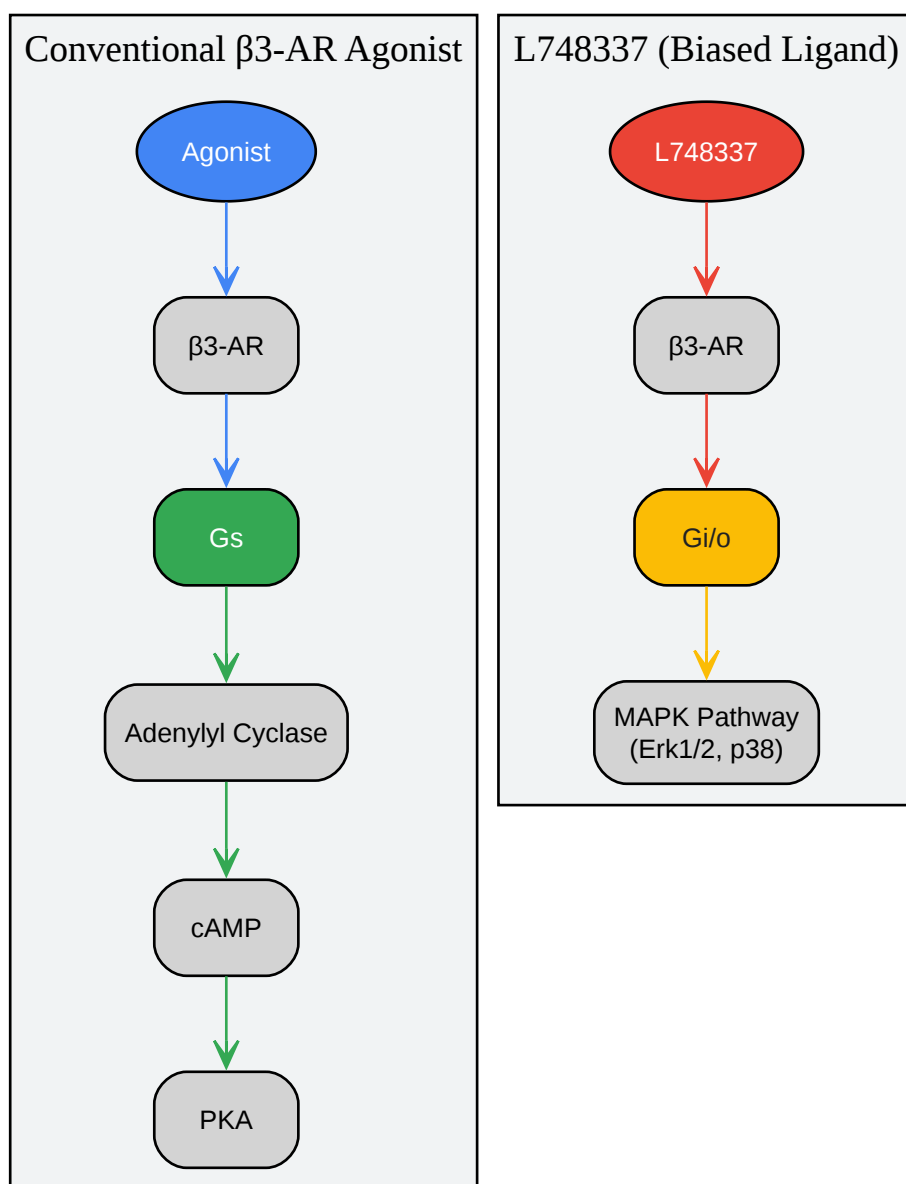 Conventional β3-AR Agonist
Agonist
β3-AR
Gs
Adenylyl Cyclase
cAMP
PKA
L748337 (Biased Ligand)
L748337
β3-AR
Gi/o
MAPK Pathway
(Erk1/2, p38)